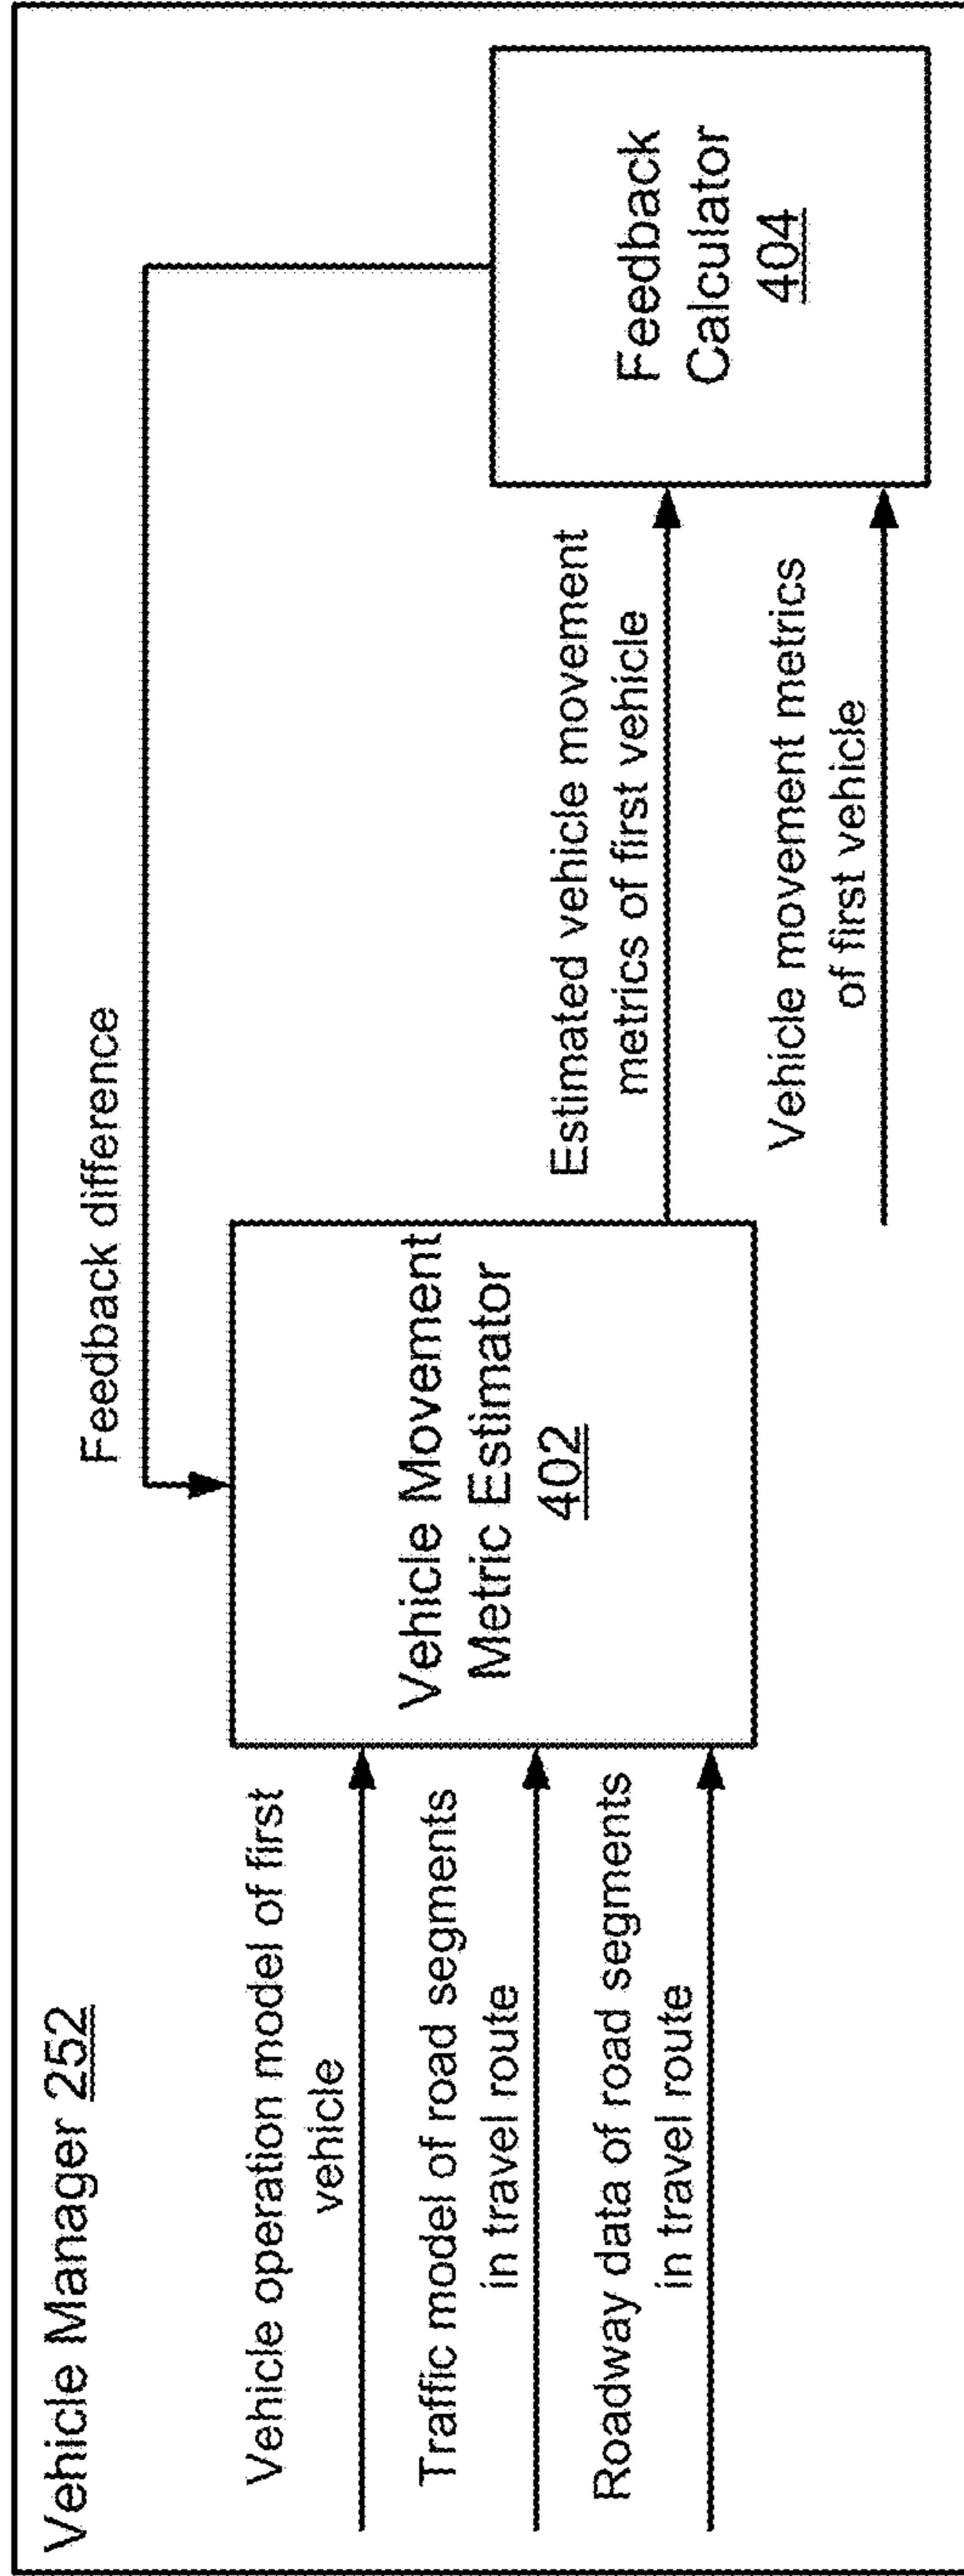 Vehicle Manager 252
Feedback difference
Vehicle operation model of first
vehicle
Traffic model of road segments
in travel route
Roadway data of road segments
in travel route
Vehicle Movement
Metric Estimator
402
Estimated vehicle movement
metrics of first vehicle
Vehicle movement metrics
of first vehicle
Feedback
Calculator
404